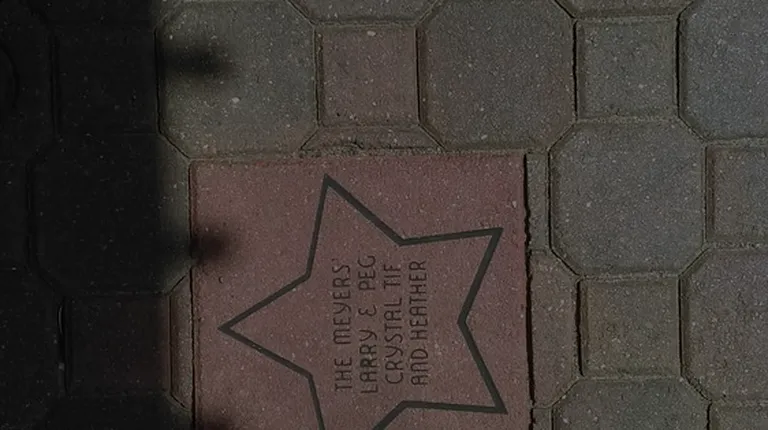 THE MEYERS'
LARRY & PEG
CRYSTAL TIF
AND HEATHER